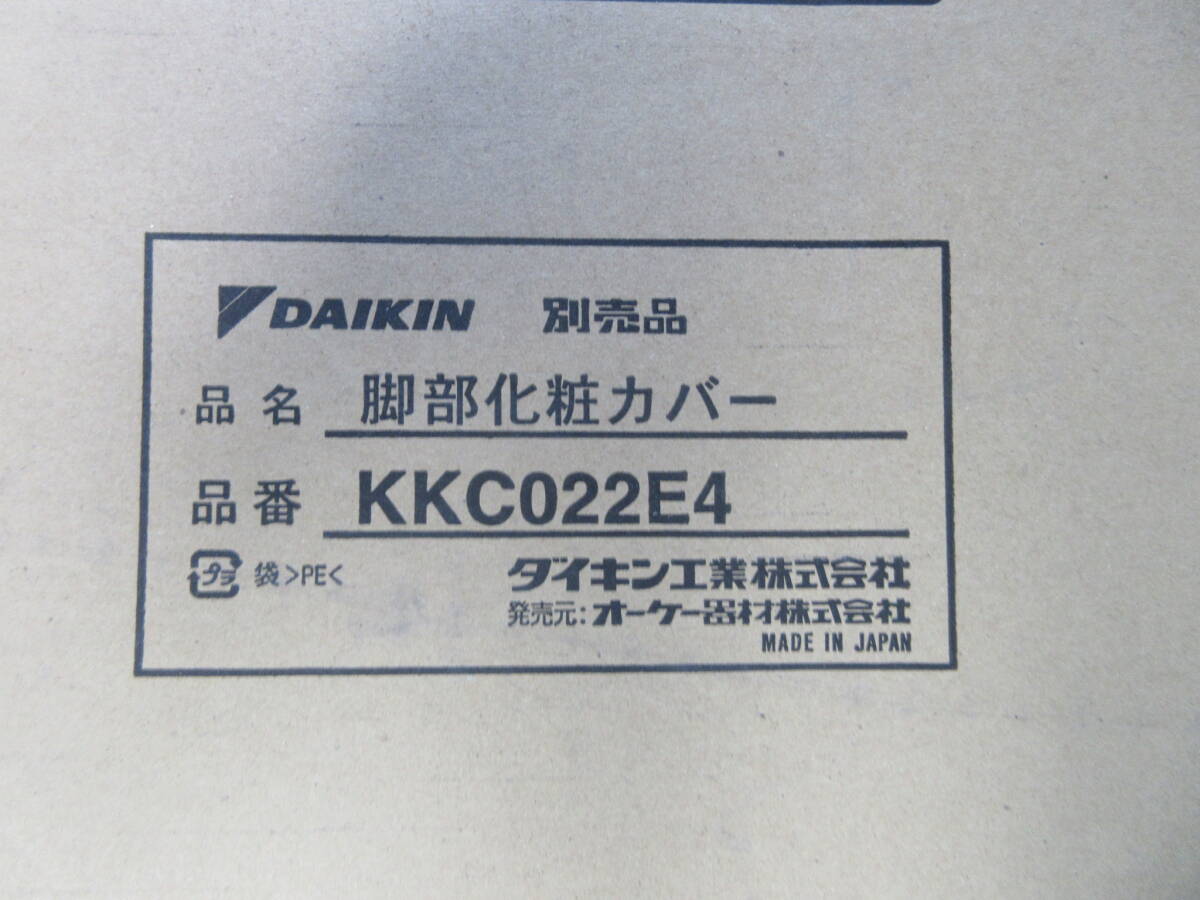 DAIKIN 別売品
品名 脚部化粧カバー
品番 KKC022E4
プラ 袋>PE<
ダイキン工業株式会社
発売元:オーケー器材株式会社
MADE IN JAPAN